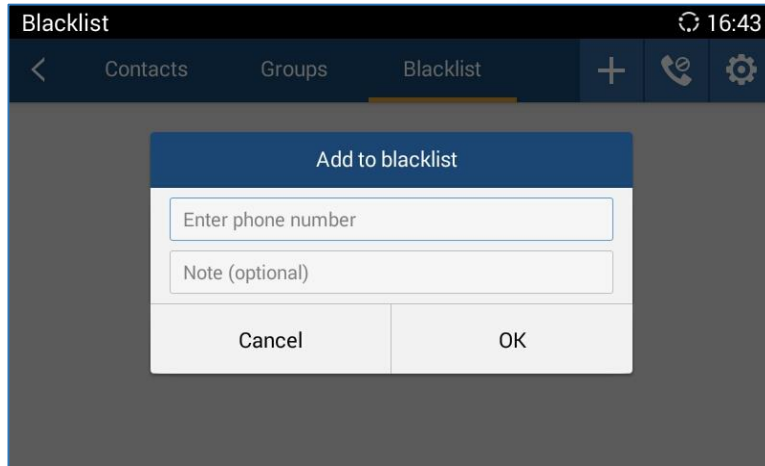 Blacklist 16:43
Contacts Groups Blacklist
Add to blacklist
Enter phone number
Note (optional)
Cancel OK